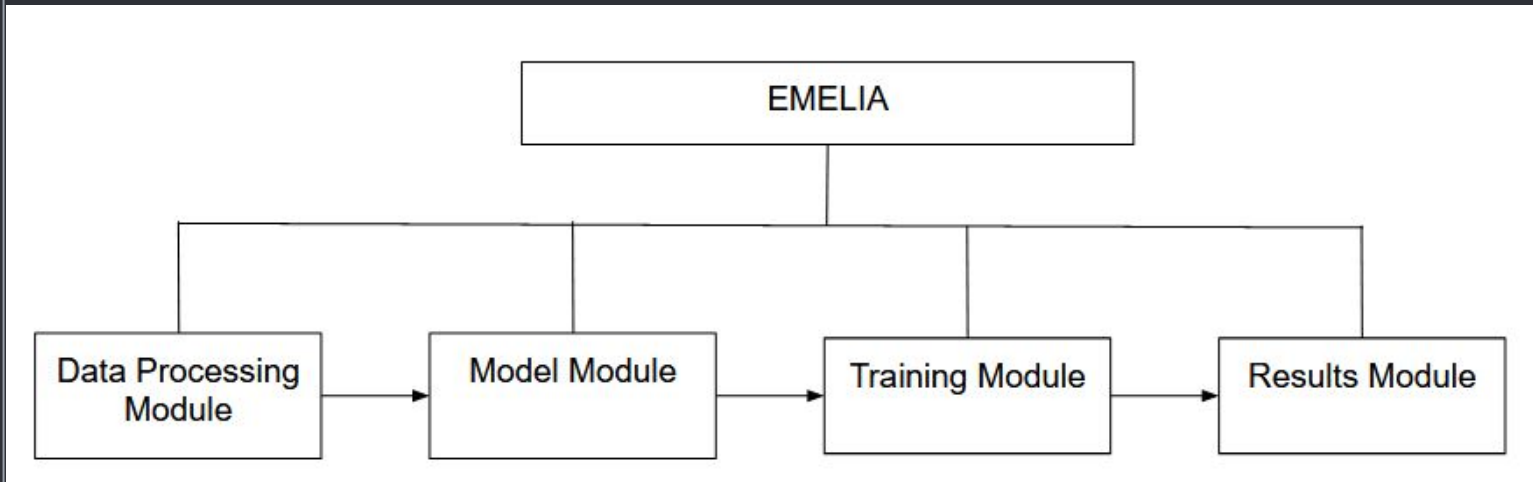 EMELIA
Data Processing
Module
Model Module
Training Module
Results Module